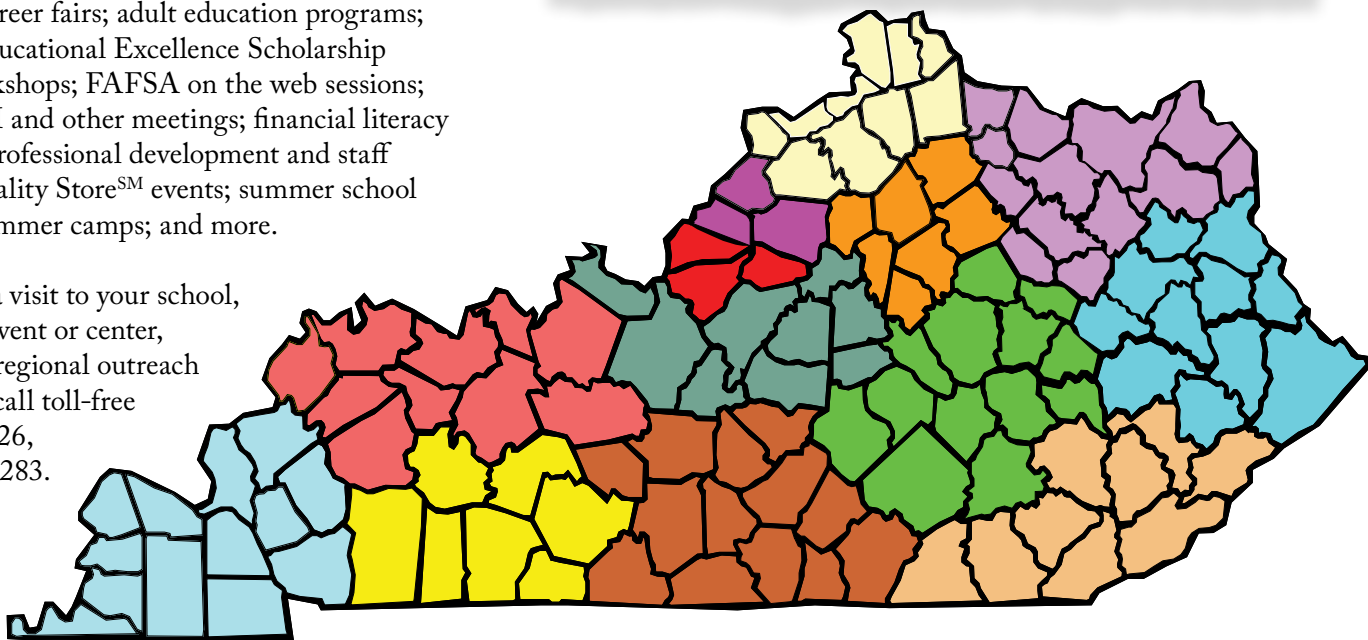 reer fairs; adult education programs;
ucational Excellence Scholarship
kshops; FAFSA on the web sessions;
and other meetings; financial literacy
rofessional development and staff
ality Store℠ events; summer school
mmer camps; and more.
visit to your school,
vent or center,
regional outreach
call toll-free
26,
283.